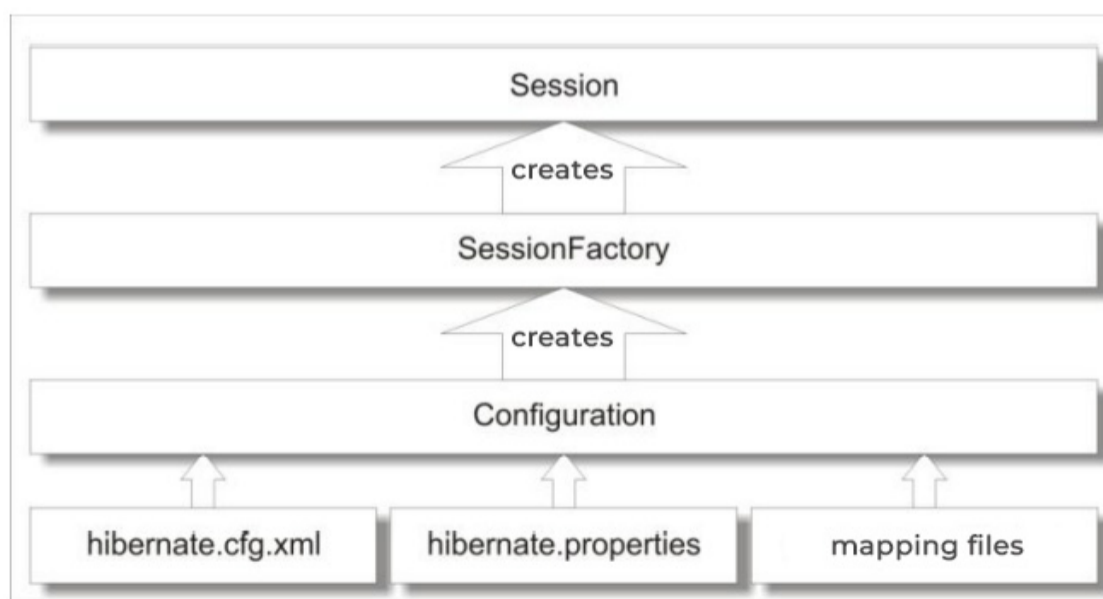 Session
creates
SessionFactory
creates
Configuration
hibernate.cfg.xml
hibernate.properties
mapping files